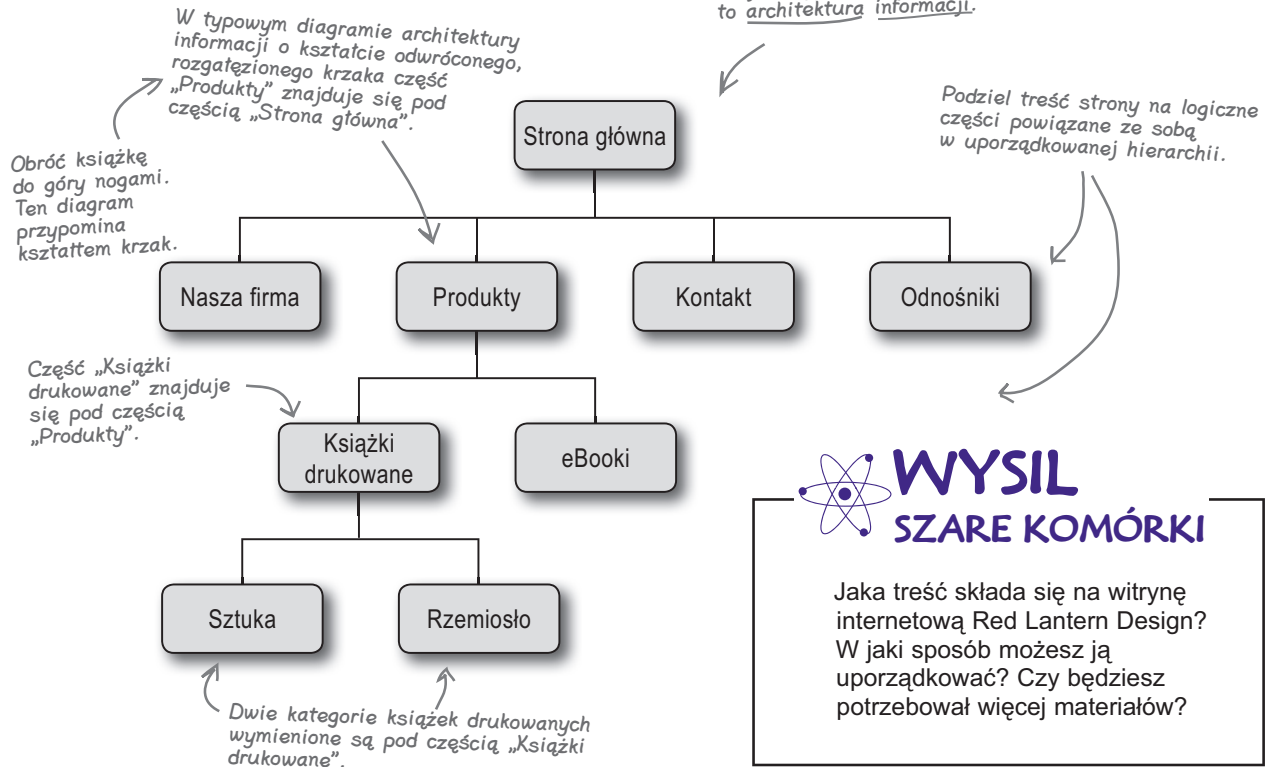 to architektura informacji.
W typowym diagramie architektury
informacji o kształcie odwróconego,
rozgałęzionego krzaka część
„Produkty” znajduje się pod
częścią „Strona główna”.
Podziel treść strony na logiczne
części powiązane ze sobą
w uporządkowanej hierarchii.
Obróć książkę
do góry nogami.
Ten diagram
przypomina
kształtem krzak.
Strona główna
Nasza firma
Produkty
Kontakt
Odnośniki
Część „Książki
drukowane” znajduje
się pod częścią
„Produkty”.
Książki
drukowane
eBooki
Sztuka
Rzemiosło
Dwie kategorie książek drukowanych
wymienione są pod częścią „Książki
drukowane”.
WYSIL
SZARE KOMÓRKI
Jaka treść składa się na witrynę
internetową Red Lantern Design?
W jaki sposób możesz ją
uporządkować? Czy będziesz
potrzebował więcej materiałów?